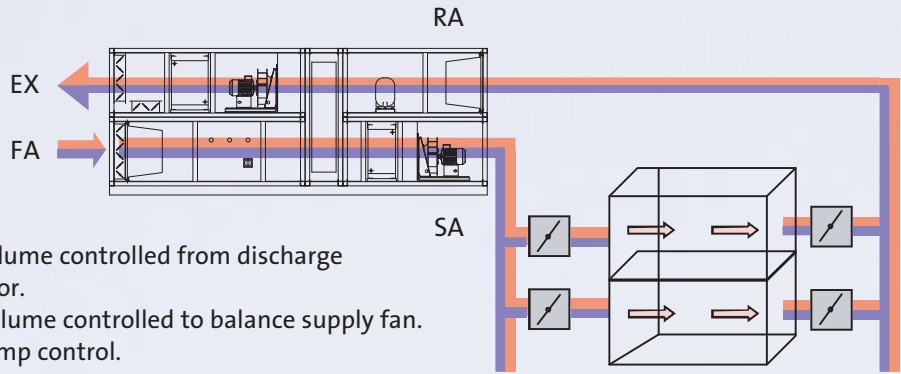 RA
EX
FA
SA
lume controlled from discharge
or.
lume controlled to balance supply fan.
mp control.